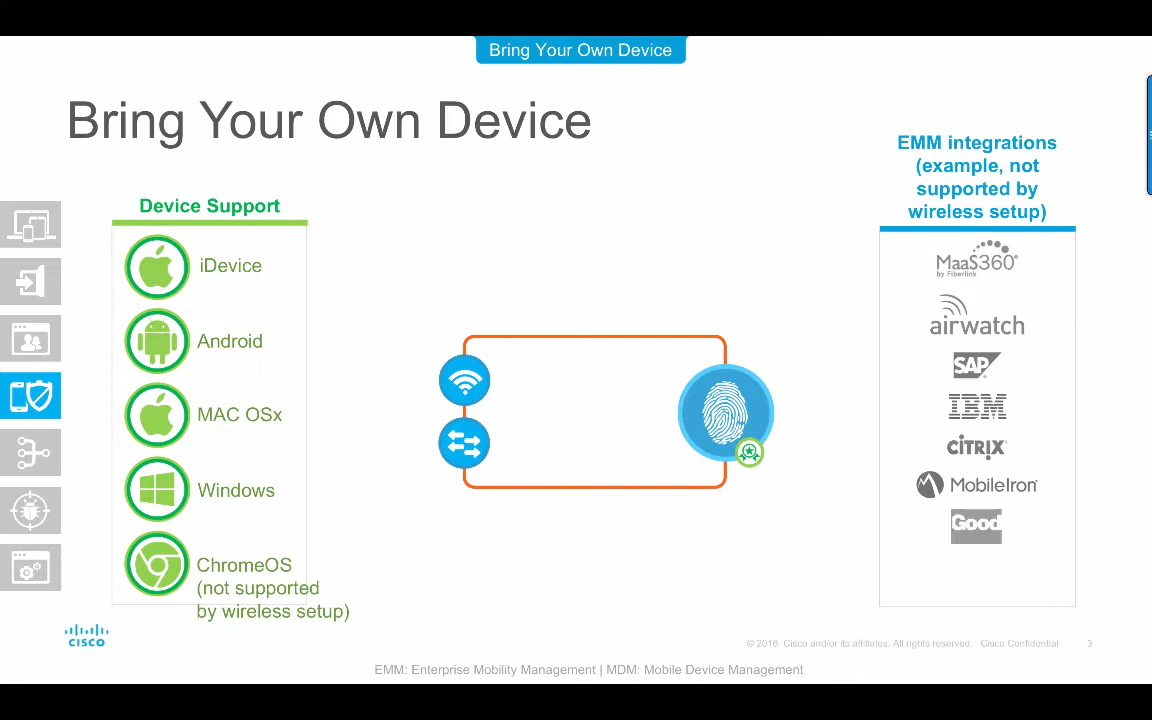 Bring Your Own Device
Bring Your Own Device
EMM integrations
(example, not
supported by
wireless setup)
Device Support
iDevice
Android
MAC OSx
Windows
ChromeOS
(not supported
by wireless setup)
MaaS360®
by Fiberlink
airwatch
SAP
IBM
CİTRIX®
MobileIron
Good
CISCO
© 2016 Cisco and/or its affiliates. All rights reserved. Cisco Confidential 3
EMM: Enterprise Mobility Management | MDM: Mobile Device Management